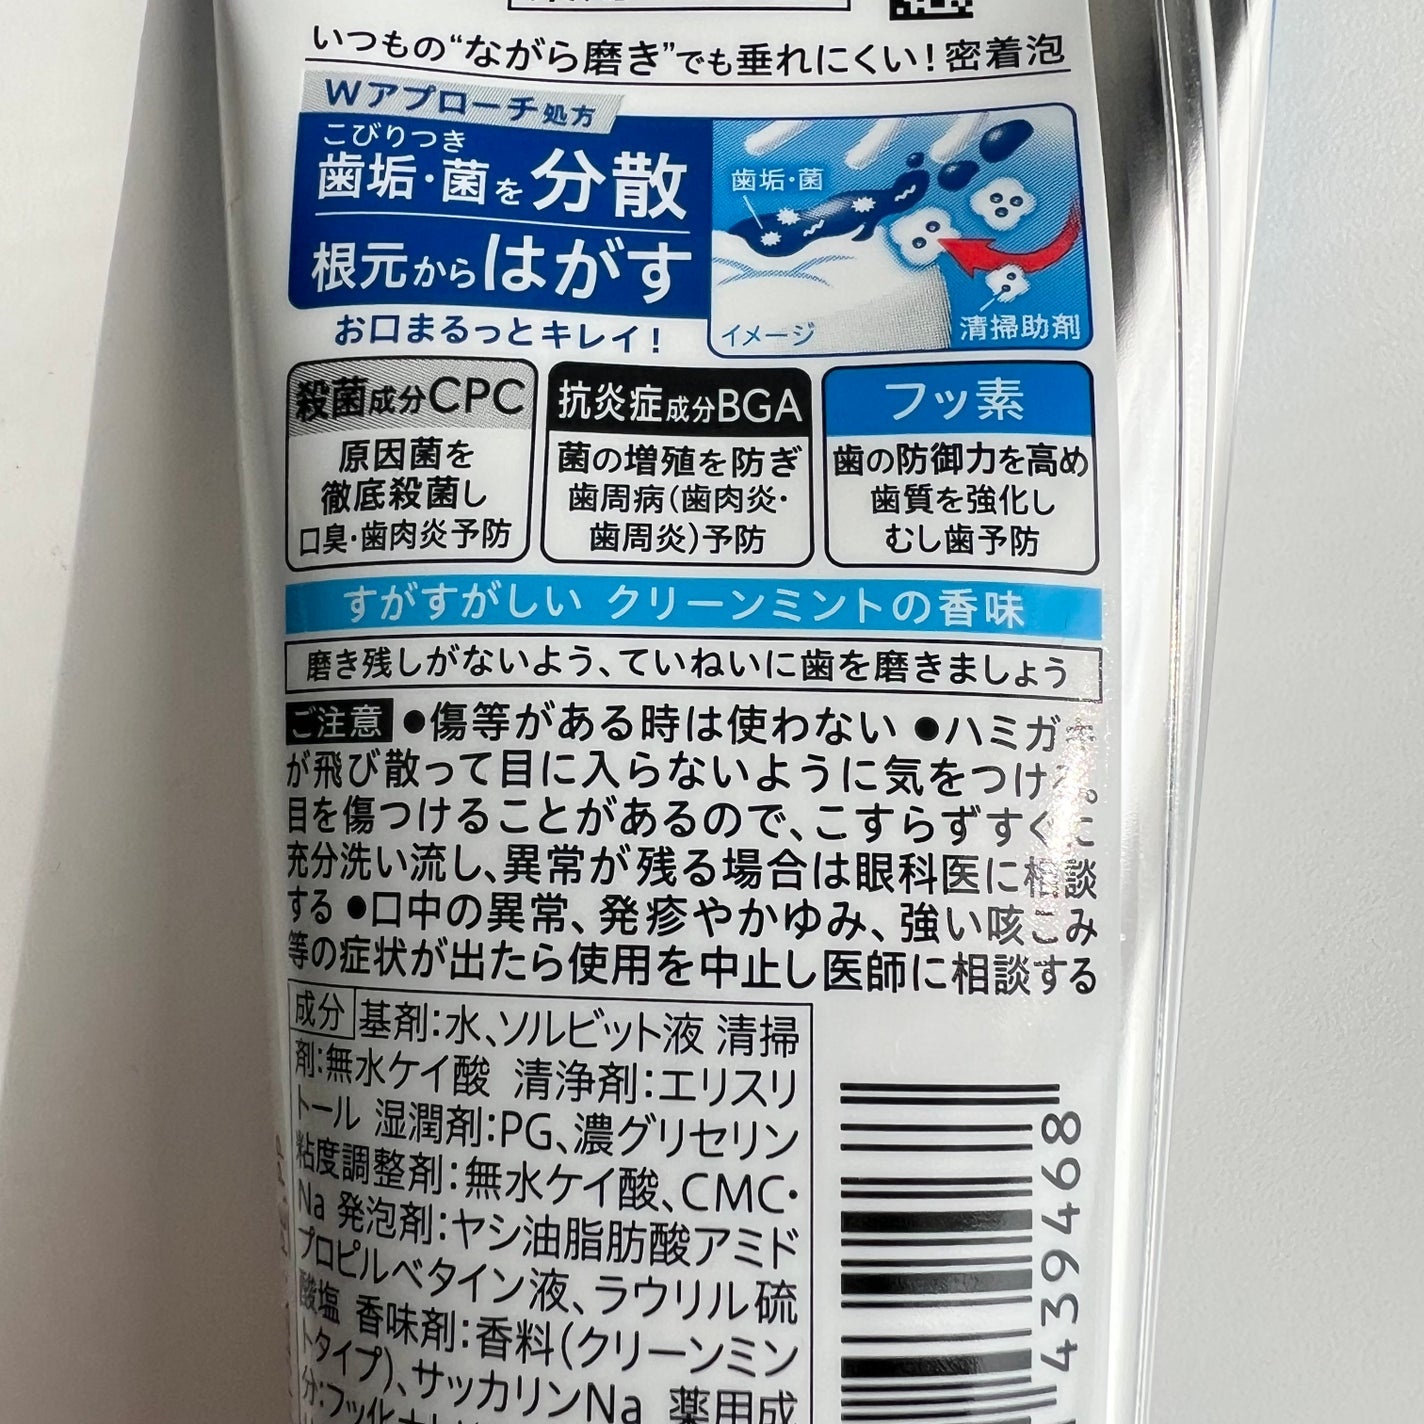 いつもの“ながら磨き”でも垂れにくい!密着泡
Wアプローチ処方
こびりつき
歯垢・菌を分散
根元からはがす
お口まるっとキレイ!
歯垢・菌
イメージ
清掃助剤
殺菌成分CPC
原因菌を
徹底殺菌し
口臭・歯肉炎予防
抗炎症成分BGA
菌の増殖を防ぎ
歯周病(歯肉炎・
歯周炎)予防
フッ素
歯の防御力を高め
歯質を強化し
むし歯予防
すがすがしい クリーンミントの香味
磨き残しがないよう、ていねいに歯を磨きましょう
ご注意 ●傷等がある時は使わない ●ハミガキ
が飛び散って目に入らないように気をつける。
目を傷つけることがあるので、こすらずすぐに
充分洗い流し、異常が残る場合は眼科医に相談
する ●口中の異常、発疹やかゆみ、強い咳こみ
等の症状が出たら使用を中止し医師に相談する
成分 基剤:水、ソルビット液 清掃
剤:無水ケイ酸 清浄剤:エリスリ
トール 湿潤剤:PG、濃グリセリン
粘度調整剤:無水ケイ酸、CMC・
Na 発泡剤:ヤシ油脂肪酸アミド
プロピルベタイン液、ラウリル硫
酸塩 香味剤:香料(クリーンミン
トタイプ)、サッカリンNa 薬用成
分:フッ化ナト
8694394